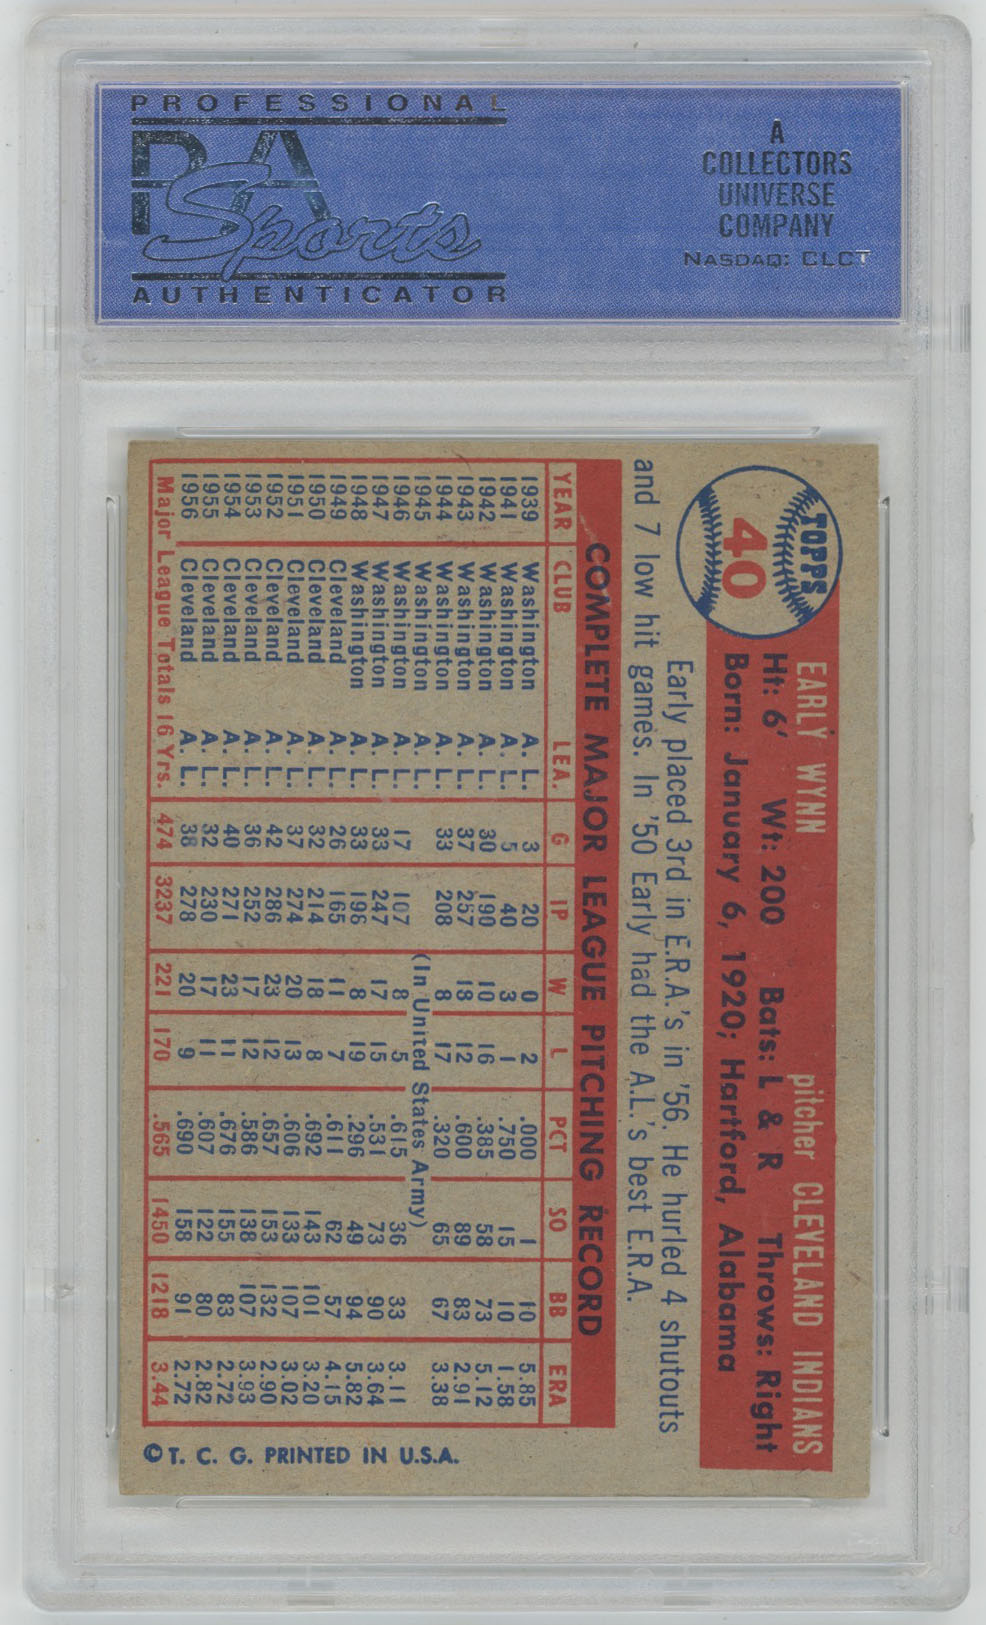 PROFESSIONAL
PSA
Sports
AUTHENTICATOR
A
COLLECTORS
UNIVERSE
COMPANY
NASDAQ: CLCT
TOPPS
40
EARLY WYNN pitcher CLEVELAND INDIANS
Ht: 6' Wt: 200 Bats: L & R Throws: Right
Born: January 6, 1920; Hartford, Alabama
Early placed 3rd in E.R.A.'s in '56. He hurled 4 shutouts
and 7 low hit games. In '50 Early had the A.L.'s best E.R.A.
COMPLETE MAJOR LEAGUE PITCHING RECORD
YEAR CLUB LEA. G IP W L PCT SO BB ERA
1939 Washington A. L. 3 20 0 2 .000 1 10 5.85
1941 Washington A. L. 5 40 3 1 .750 15 10 1.58
1942 Washington A. L. 30 190 10 16 .385 58 73 5.12
1943 Washington A. L. 37 257 18 12 .600 89 83 2.91
1944 Washington A. L. 33 208 8 17 .320 65 67 3.38
1945 Washington A. L. (In United States Army)
1946 Washington A. L. 17 107 8 5 .615 36 33 3.11
1947 Washington A. L. 33 247 17 15 .531 73 90 3.64
1948 Washington A. L. 33 196 8 19 .296 49 94 5.82
1949 Cleveland A. L. 26 165 11 7 .611 62 57 4.15
1950 Cleveland A. L. 32 214 18 8 .692 143 101 3.20
1951 Cleveland A. L. 37 274 20 13 .606 133 107 3.02
1952 Cleveland A. L. 42 286 23 12 .657 153 132 2.90
1953 Cleveland A. L. 36 252 17 12 .586 138 107 3.93
1954 Cleveland A. L. 40 271 23 11 .676 155 83 2.72
1955 Cleveland A. L. 32 230 17 11 .607 122 80 2.82
1956 Cleveland A. L. 38 278 20 9 .690 158 91 2.72
Major League Totals 16 Yrs. 474 3237 221 170 .565 1450 1218 3.44
© T. C. G. PRINTED IN U.S.A.